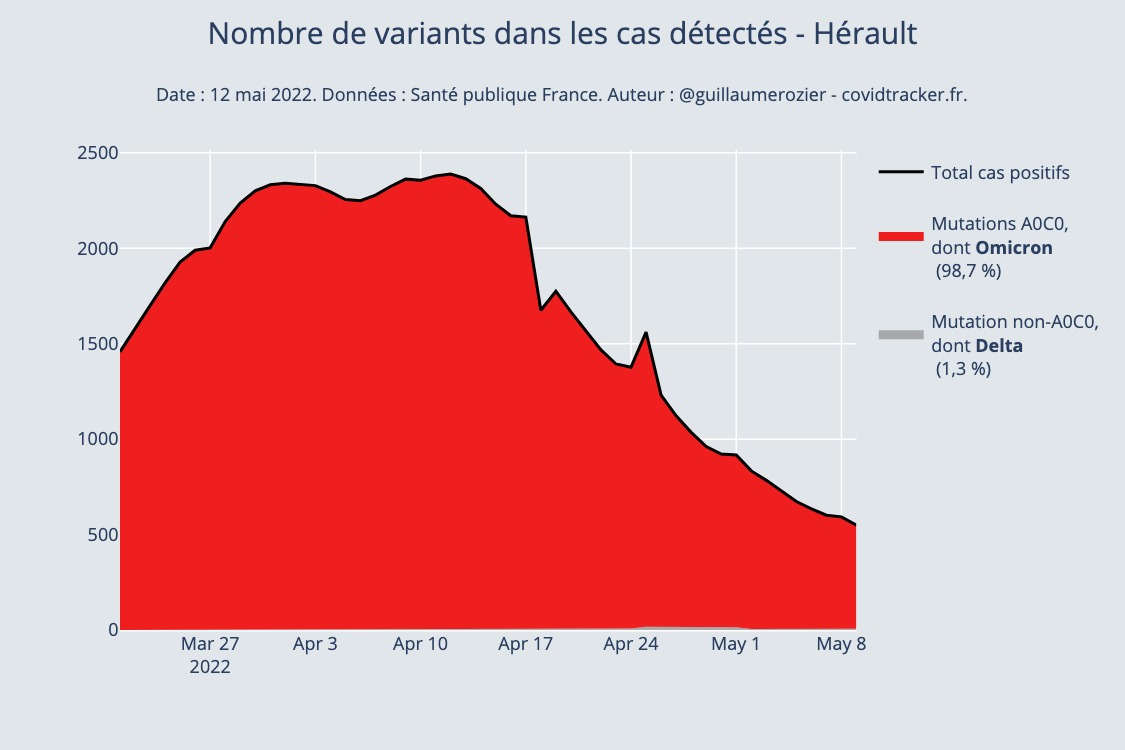 Nombre de variants dans les cas détectés - Hérault
Date : 12 mai 2022. Données : Santé publique France. Auteur : @guillaumerozier - covidtracker.fr.
2500
2000
1500
1000
500
0
Mar 27
2022
Apr 3
Apr 10
Apr 17
Apr 24
May 1
May 8
Total cas positifs
Mutations A0C0,
dont Omicron
(98,7 %)
Mutation non-A0C0,
dont Delta
(1,3 %)